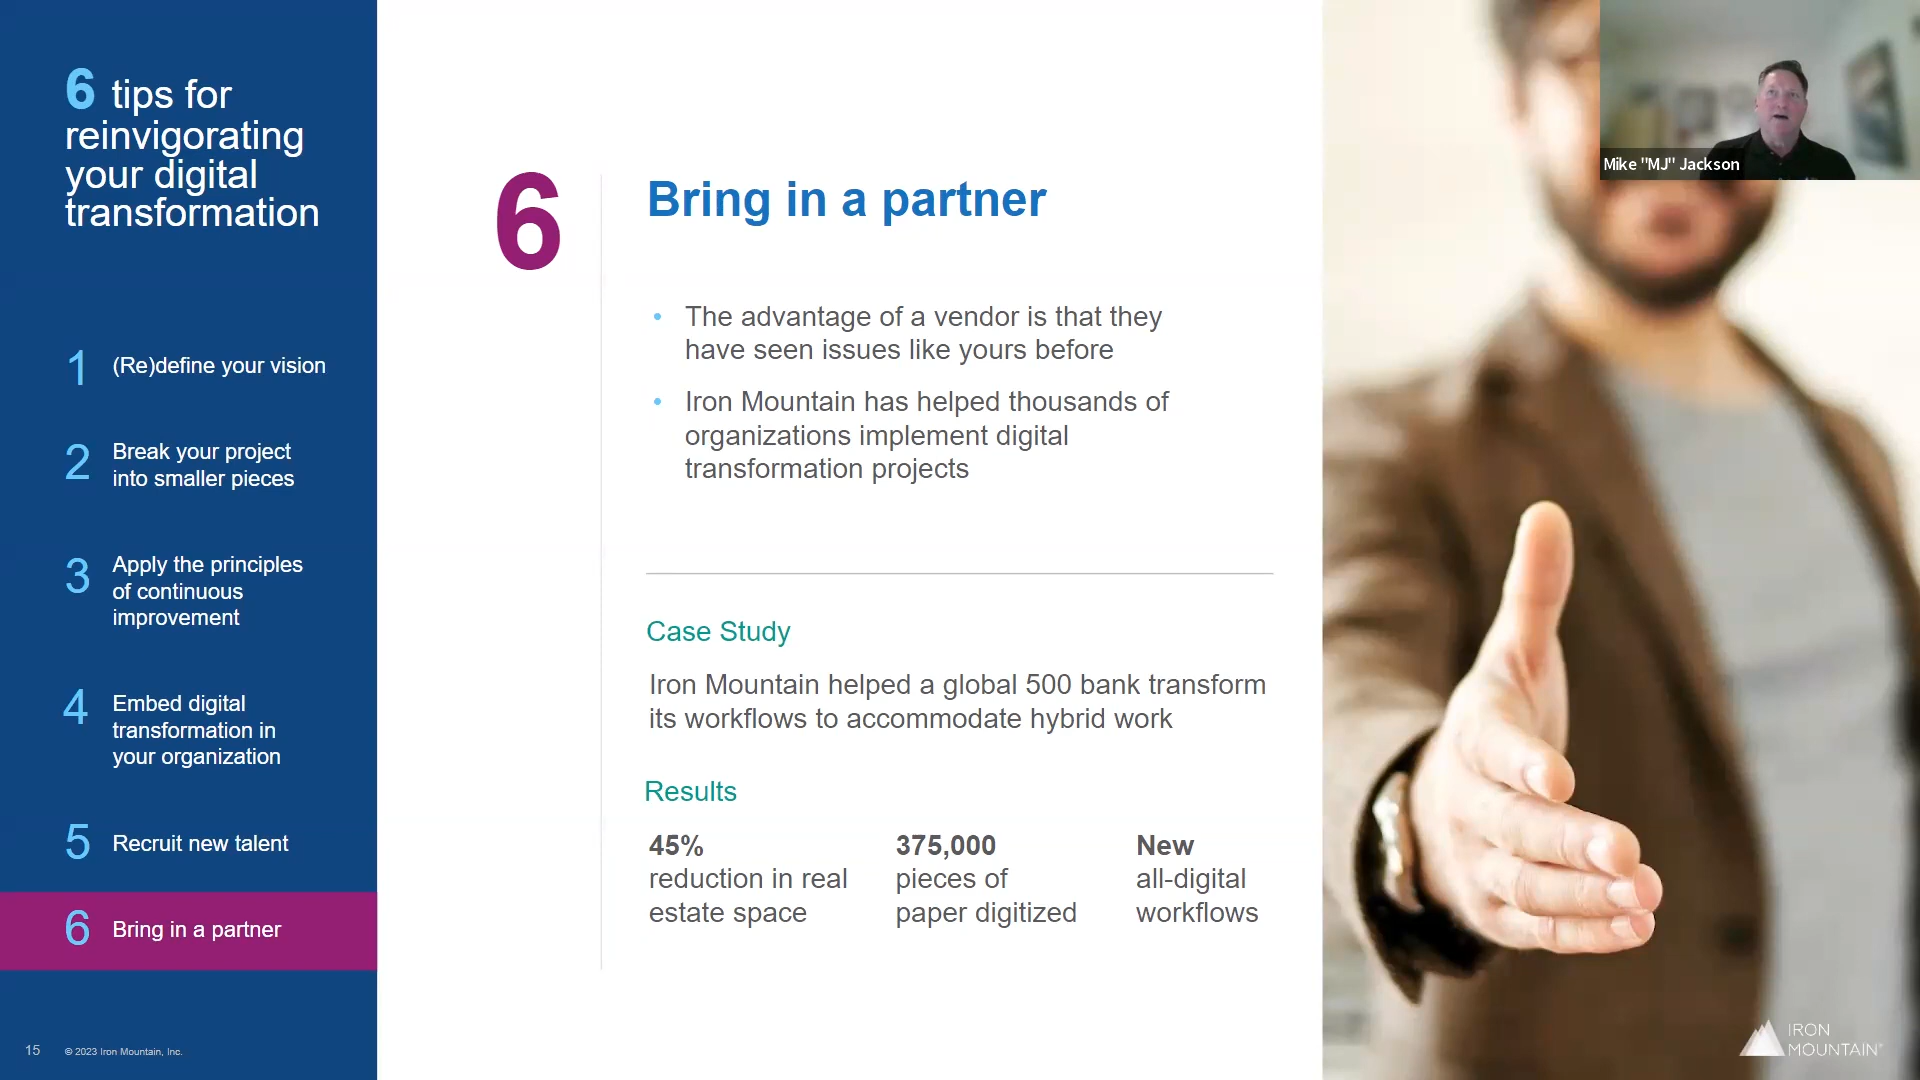 6 tips for
reinvigorating
your digital
transformation
1 (Re)define your vision
2 Break your project
into smaller pieces
3 Apply the principles
of continuous
improvement
4 Embed digital
transformation in
your organization
5 Recruit new talent
6 Bring in a partner
15 © 2023 Iron Mountain, Inc.
6 Bring in a partner
• The advantage of a vendor is that they
have seen issues like yours before
• Iron Mountain has helped thousands of
organizations implement digital
transformation projects
Case Study
Iron Mountain helped a global 500 bank transform
its workflows to accommodate hybrid work
Results
45%
reduction in real
estate space
375,000
pieces of
paper digitized
New
all-digital
workflows
Mike "MJ" Jackson
IRON
MOUNTAIN®